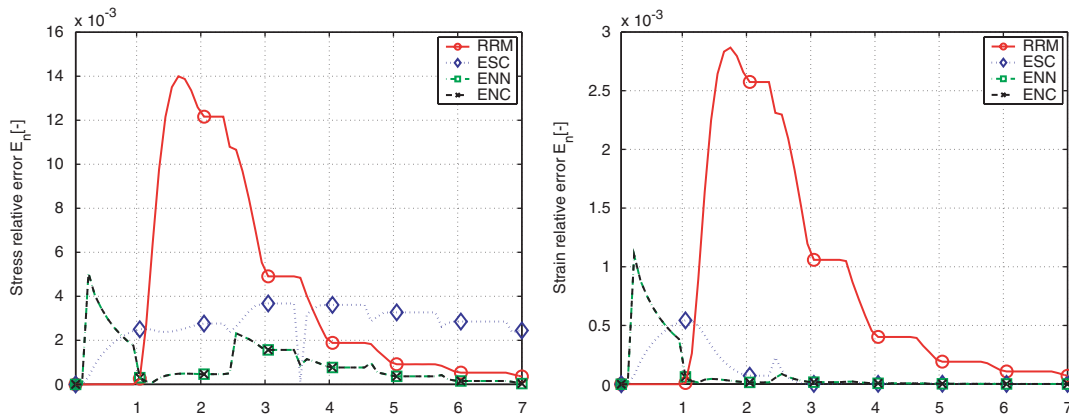 x 10⁻³
16
14
12
10
8
6
4
2
0
1 2 3 4 5 6 7
Stress relative error Eₙ[-]
RRM
ESC
ENN
ENC
x 10⁻³
3
2.5
2
1.5
1
0.5
0
1 2 3 4 5 6 7
Strain relative error Eₙ[-]
RRM
ESC
ENN
ENC